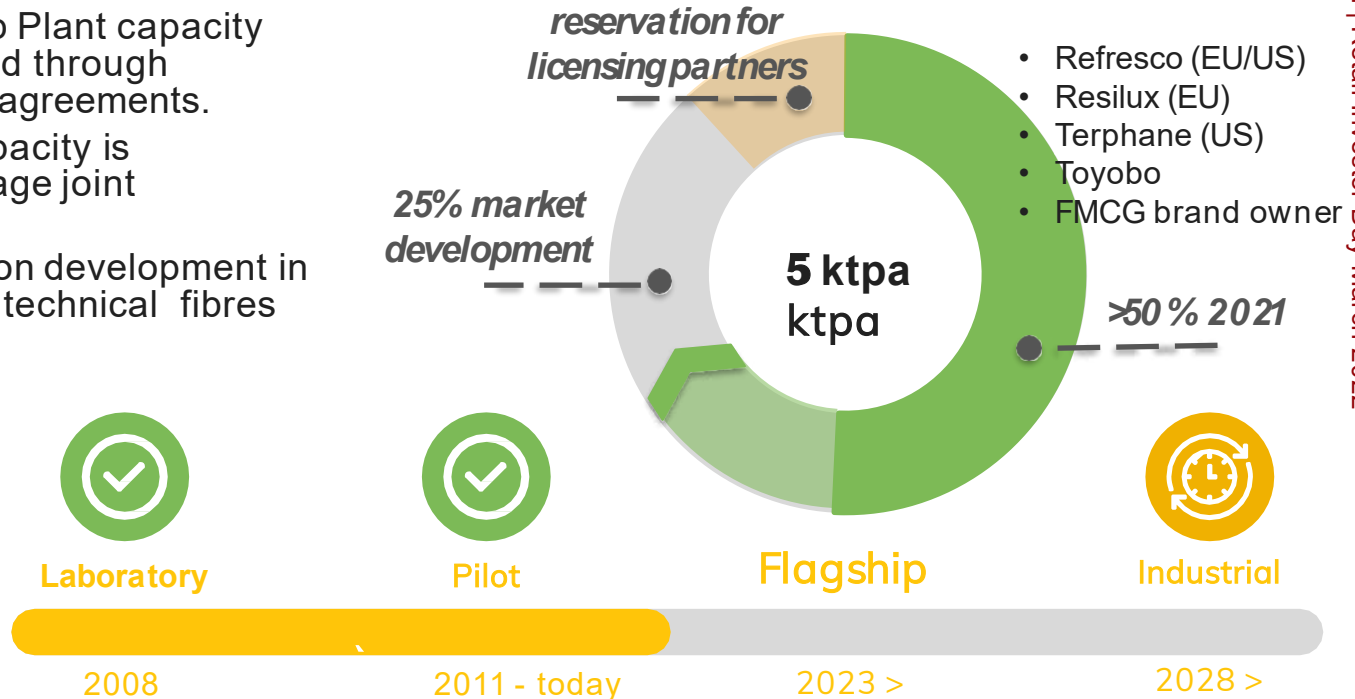 Plant capacity
d through
agreements.
pacity is
age joint
on development in
technical fibres
reservation for
licensing partners
25% market
development
5 ktpa
ktpa
• Refresco (EU/US)
• Resilux (EU)
• Terphane (US)
• Toyobo
• FMCG brand owner
>50% 2021
Laboratory
Pilot
Flagship
Industrial
2008
2011 - today
2023 >
2028 >